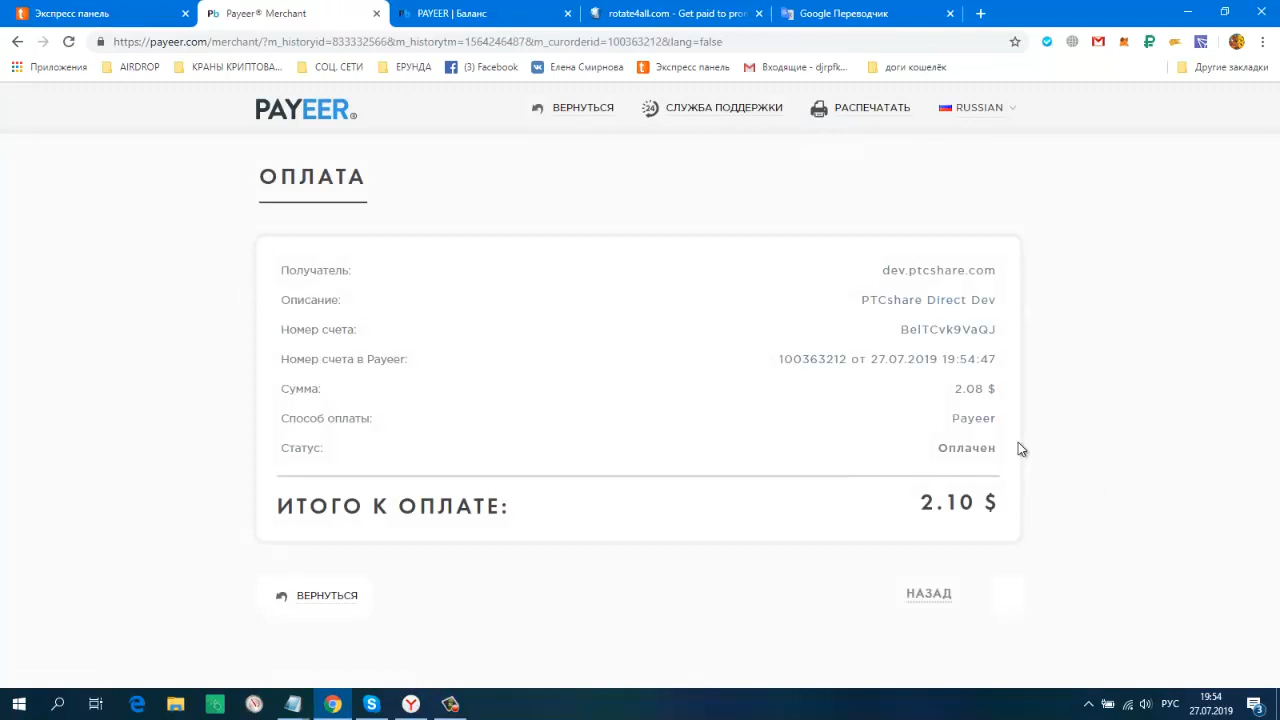 Экспресс панель
Payeer® Merchant
PAYEER | Баланс
rotate4all.com - Get paid to pro
Google Переводчик
https://payeer.com/merchant/?m_historyid=833332566&m_historytm=1564246487&m_curorderid=100363212&lang=false
Приложения
AIRDROP
КРАНЫ КРИПТОВА...
СОЦ. СЕТИ
ЕРУНДА
(3) Facebook
Елена Смирнова
Экспресс панель
Входящие - djrpfk...
доги кошелёк
Другие закладки
PAYEER®
ВЕРНУТЬСЯ
СЛУЖБА ПОДДЕРЖКИ
РАСПЕЧАТАТЬ
RUSSIAN
ОПЛАТА
Получатель: dev.ptcshare.com
Описание: PTCshare Direct Dev
Номер счета: BelTCvk9VaQJ
Номер счета в Payeer: 100363212 от 27.07.2019 19:54:47
Сумма: 2.08 $
Способ оплаты: Payeer
Статус: Оплачен
ИТОГО К ОПЛАТЕ: 2.10 $
ВЕРНУТЬСЯ
НАЗАД
РУС
19:54
27.07.2019
3